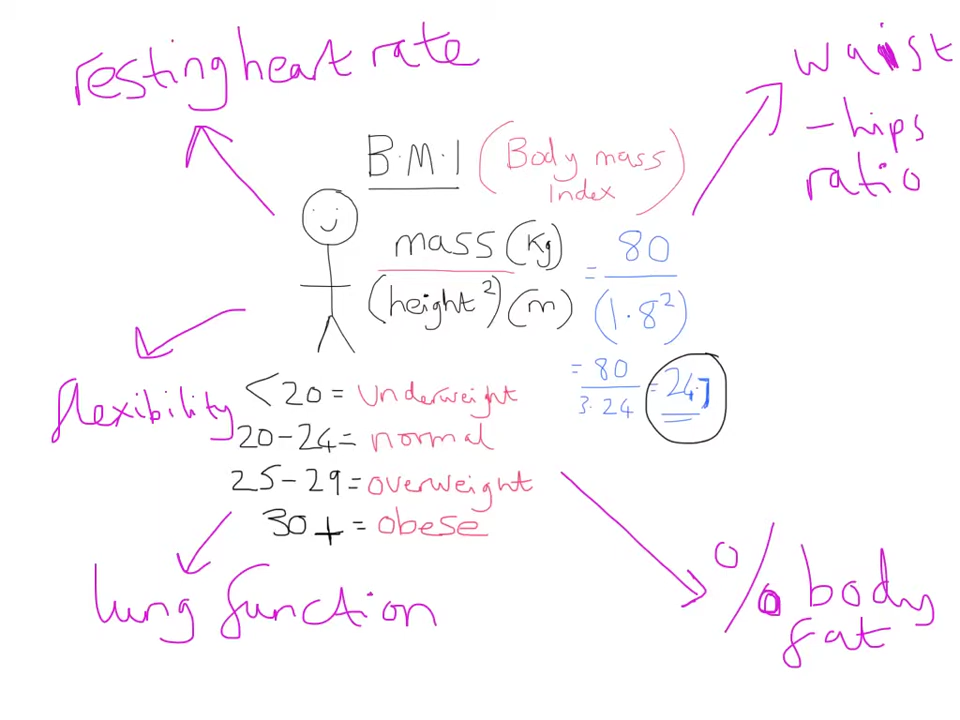 resting heart rate
waist
-hips
ratio
B.M.I (Body mass
Index)
mass (kg)
(height²) (m)
= 80
(1.8²)
= 80
3.24
= 24.7
flexibility
<20 = Underweight
20-24 = normal
25-29 = overweight
30+ = obese
lung function
% body
fat